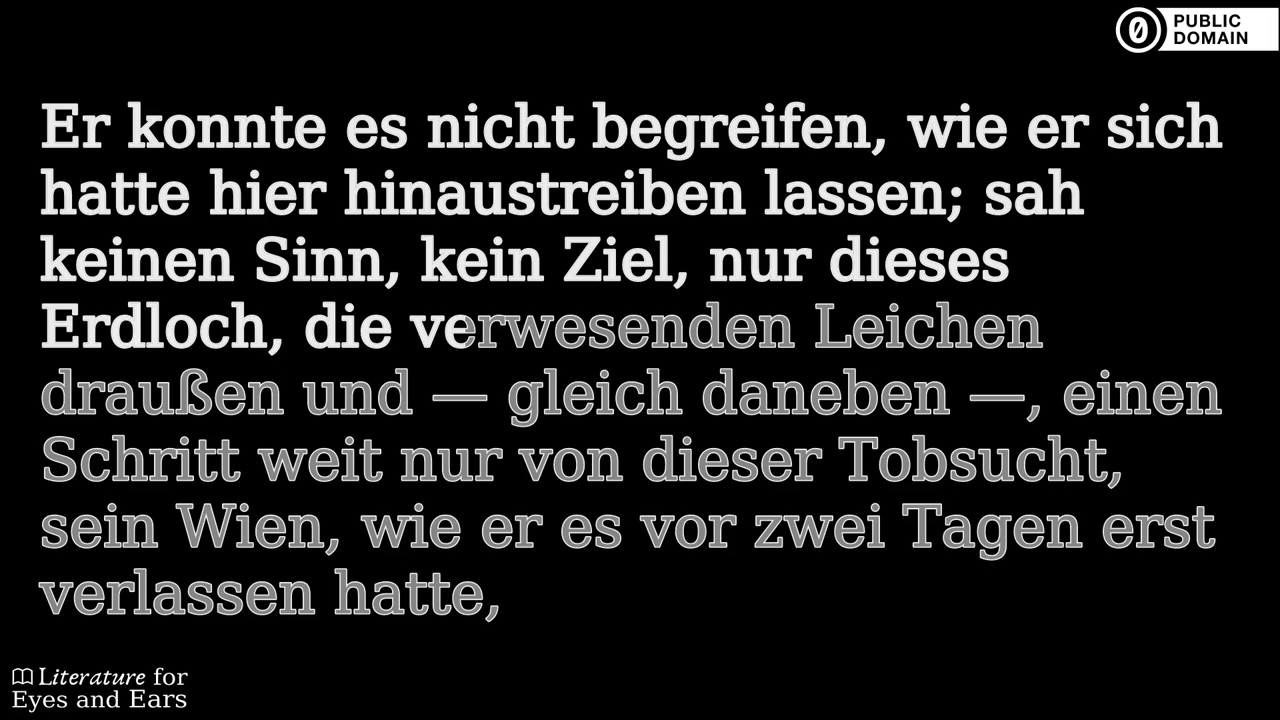 PUBLIC
DOMAIN
Er konnte es nicht begreifen, wie er sich
hatte hier hinaustreiben lassen; sah
keinen Sinn, kein Ziel, nur dieses
Erdloch, die verwesenden Leichen
draußen und — gleich daneben —, einen
Schritt weit nur von dieser Tobsucht,
sein Wien, wie er es vor zwei Tagen erst
verlassen hatte,
Literature for
Eyes and Ears